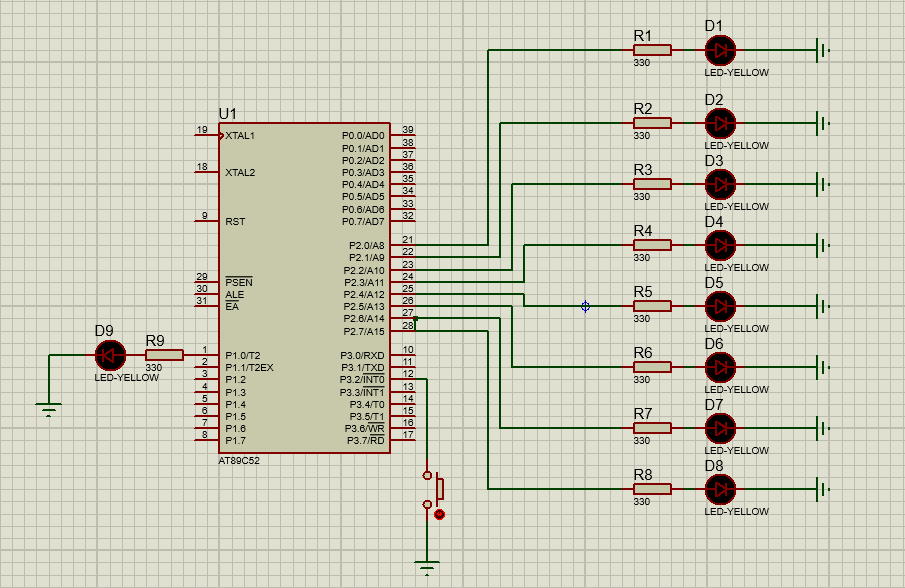 U1
19 XTAL1
18 XTAL2
9 RST
29 PSEN
30 ALE
31 EA
1 P1.0/T2
2 P1.1/T2EX
3 P1.2
4 P1.3
5 P1.4
6 P1.5
7 P1.6
8 P1.7
P0.0/AD0 39
P0.1/AD1 38
P0.2/AD2 37
P0.3/AD3 36
P0.4/AD4 35
P0.5/AD5 34
P0.6/AD6 33
P0.7/AD7 32
P2.0/A8 21
P2.1/A9 22
P2.2/A10 23
P2.3/A11 24
P2.4/A12 25
P2.5/A13 26
P2.6/A14 27
P2.7/A15 28
P3.0/RXD 10
P3.1/TXD 11
P3.2/INT0 12
P3.3/INT1 13
P3.4/T0 14
P3.5/T1 15
P3.6/WR 16
P3.7/RD 17
AT89C52
D9
LED-YELLOW
R9
330
R1
330
D1
LED-YELLOW
R2
330
D2
LED-YELLOW
R3
330
D3
LED-YELLOW
R4
330
D4
LED-YELLOW
R5
330
D5
LED-YELLOW
R6
330
D6
LED-YELLOW
R7
330
D7
LED-YELLOW
R8
330
D8
LED-YELLOW